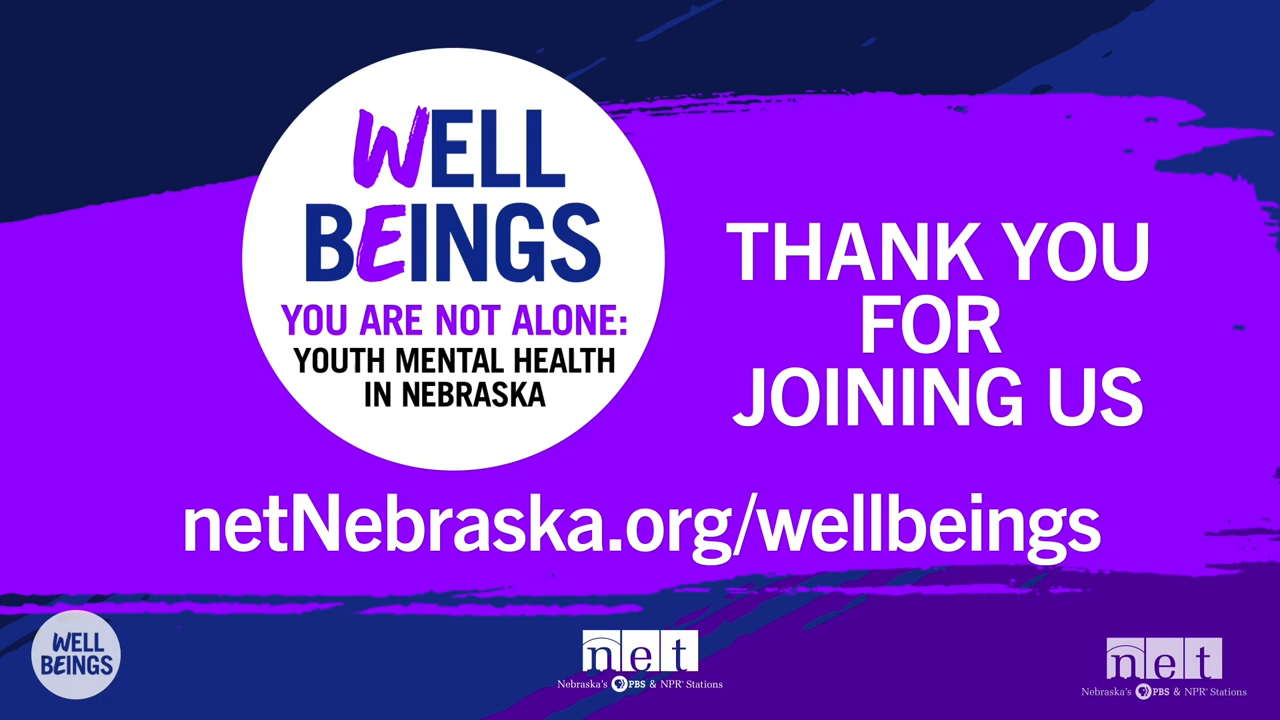 WELL
BEINGS
YOU ARE NOT ALONE:
YOUTH MENTAL HEALTH
IN NEBRASKA
THANK YOU
FOR
JOINING US
netNebraska.org/wellbeings
WELL
BEINGS
net
Nebraska's PBS & NPR® Stations
net
Nebraska's PBS & NPR® Stations